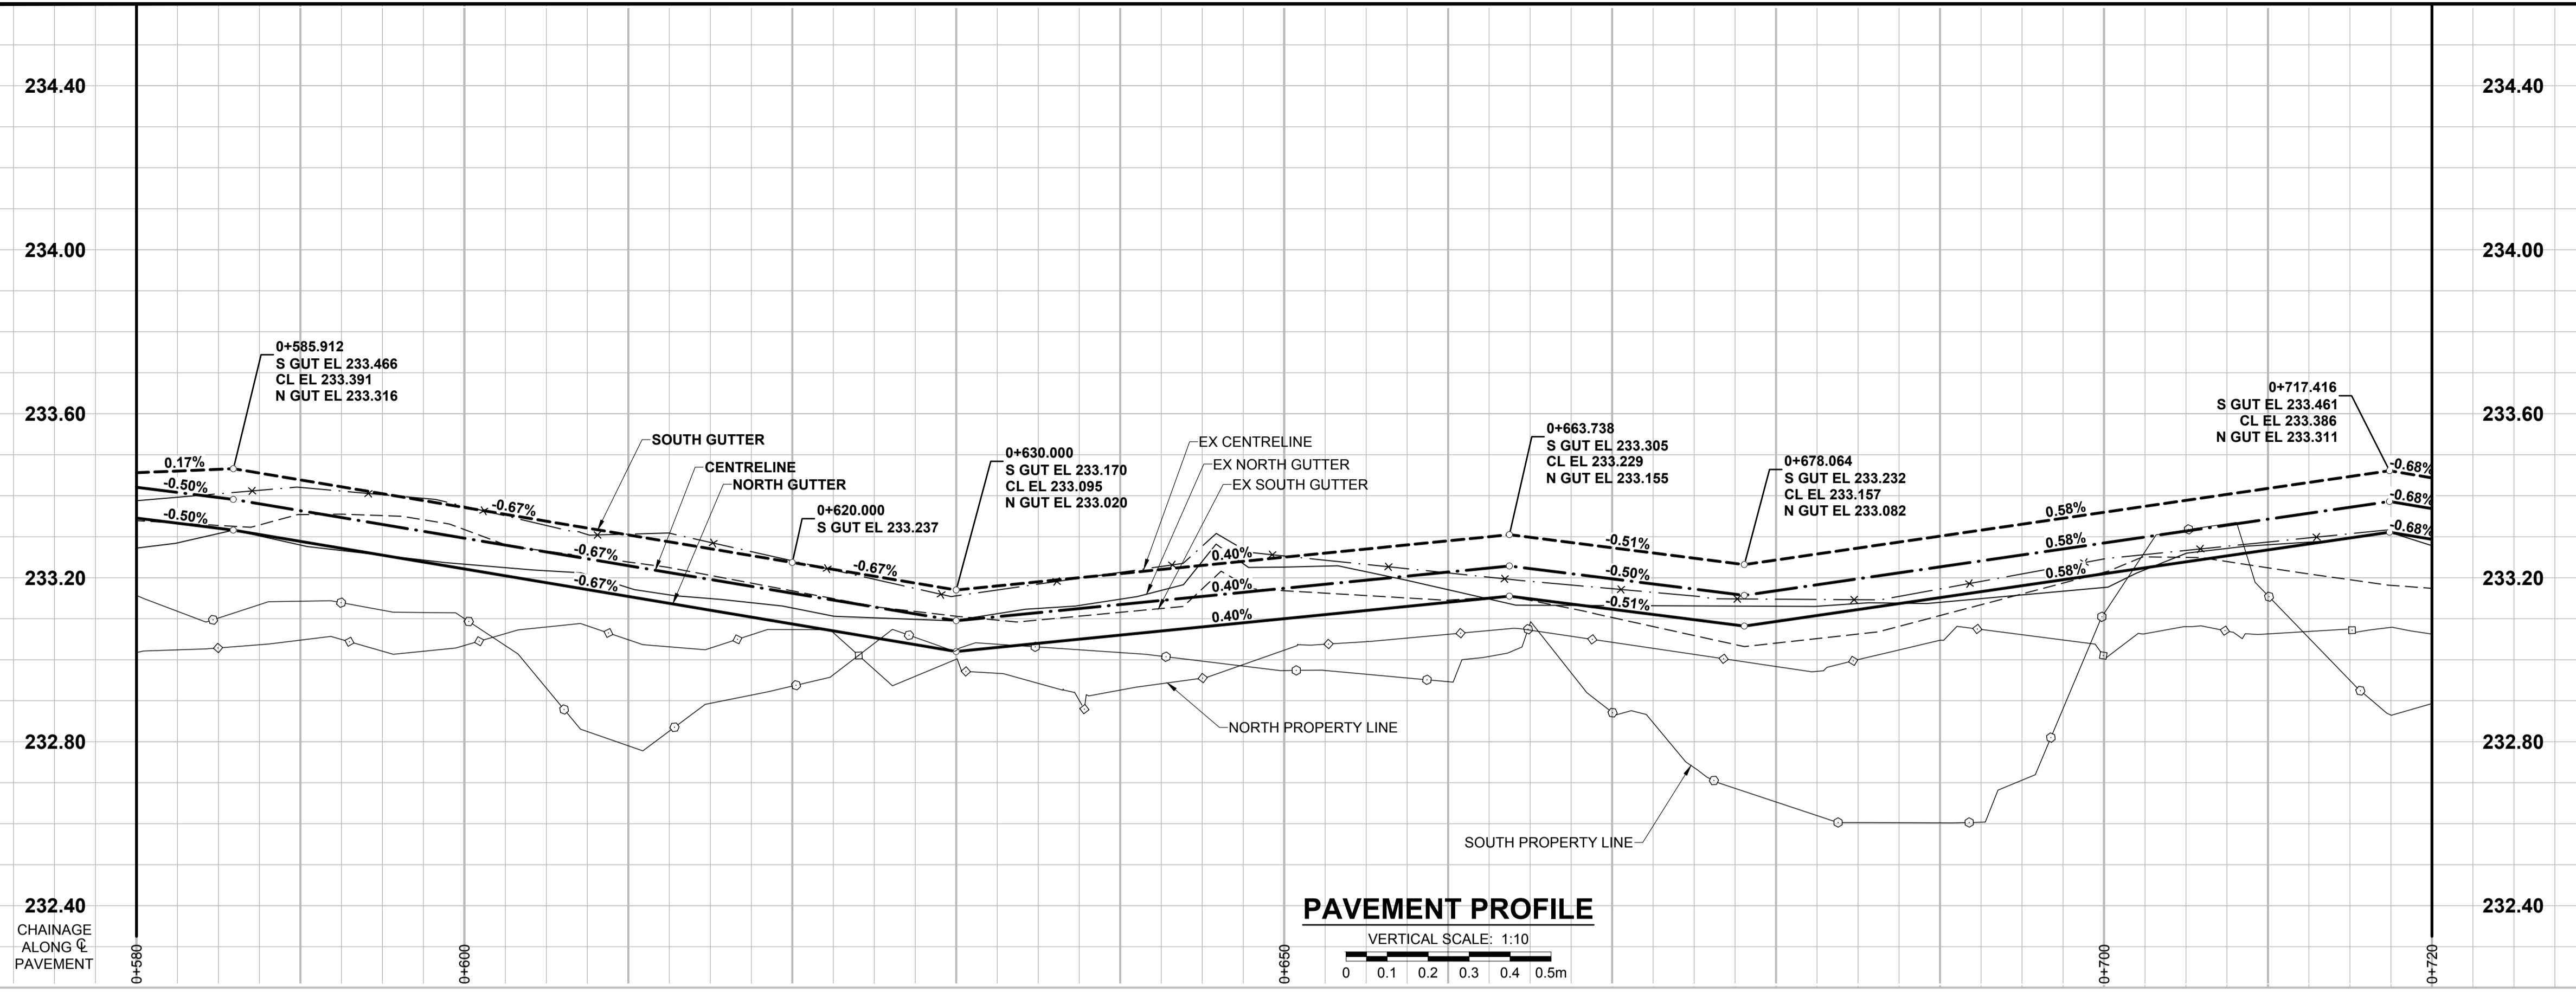 234.40
234.40
234.00
234.00
0+585.912
S GUT EL 233.466
CL EL 233.391
N GUT EL 233.316
0+717.416
S GUT EL 233.461
CL EL 233.386
N GUT EL 233.311
233.60
233.60
0+663.738
S GUT EL 233.305
CL EL 233.229
N GUT EL 233.155
SOUTH GUTTER
CENTRELINE
NORTH GUTTER
EX CENTRELINE
EX NORTH GUTTER
EX SOUTH GUTTER
0+630.000
S GUT EL 233.170
CL EL 233.095
N GUT EL 233.020
0+678.064
S GUT EL 233.232
CL EL 233.157
N GUT EL 233.082
0+620.000
S GUT EL 233.237
0.17%
-0.50%
-0.50%
-0.67%
-0.67%
-0.67%
-0.67%
0.40%
0.40%
0.40%
-0.51%
-0.50%
-0.51%
0.58%
0.58%
0.58%
-0.68%
-0.68%
-0.68%
233.20
233.20
NORTH PROPERTY LINE
232.80
232.80
SOUTH PROPERTY LINE
232.40
232.40
CHAINAGE
ALONG ℄
PAVEMENT
0+580
0+600
0+650
0+700
0+720
PAVEMENT PROFILE
VERTICAL SCALE: 1:10
0 0.1 0.2 0.3 0.4 0.5m